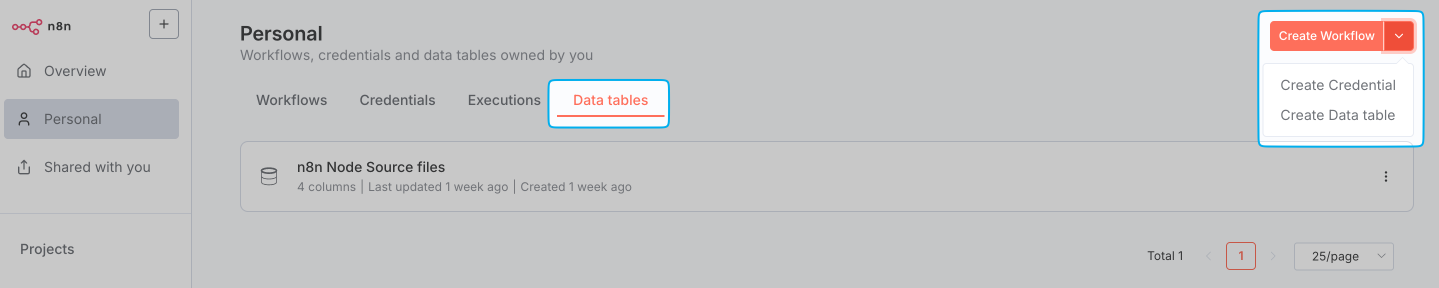 n8n
+
Overview
Personal
Shared with you
Projects
Personal
Workflows, credentials and data tables owned by you
Workflows Credentials Executions Data tables
Create Workflow
Create Credential
Create Data table
n8n Node Source files
4 columns | Last updated 1 week ago | Created 1 week ago
Total 1 1 25/page